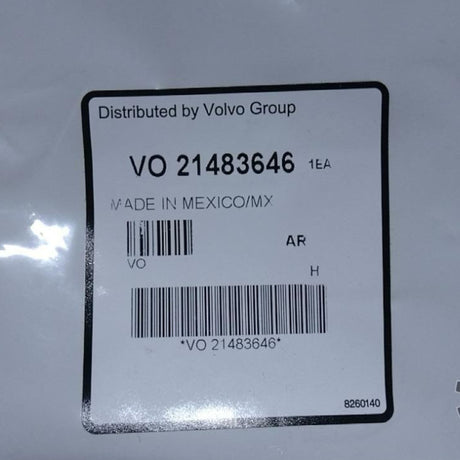 Distributed by Volvo Group
VO 21483646 1EA
MADE IN MEXICO/MX
VO
AR
H
*VO 21483646*
8260140